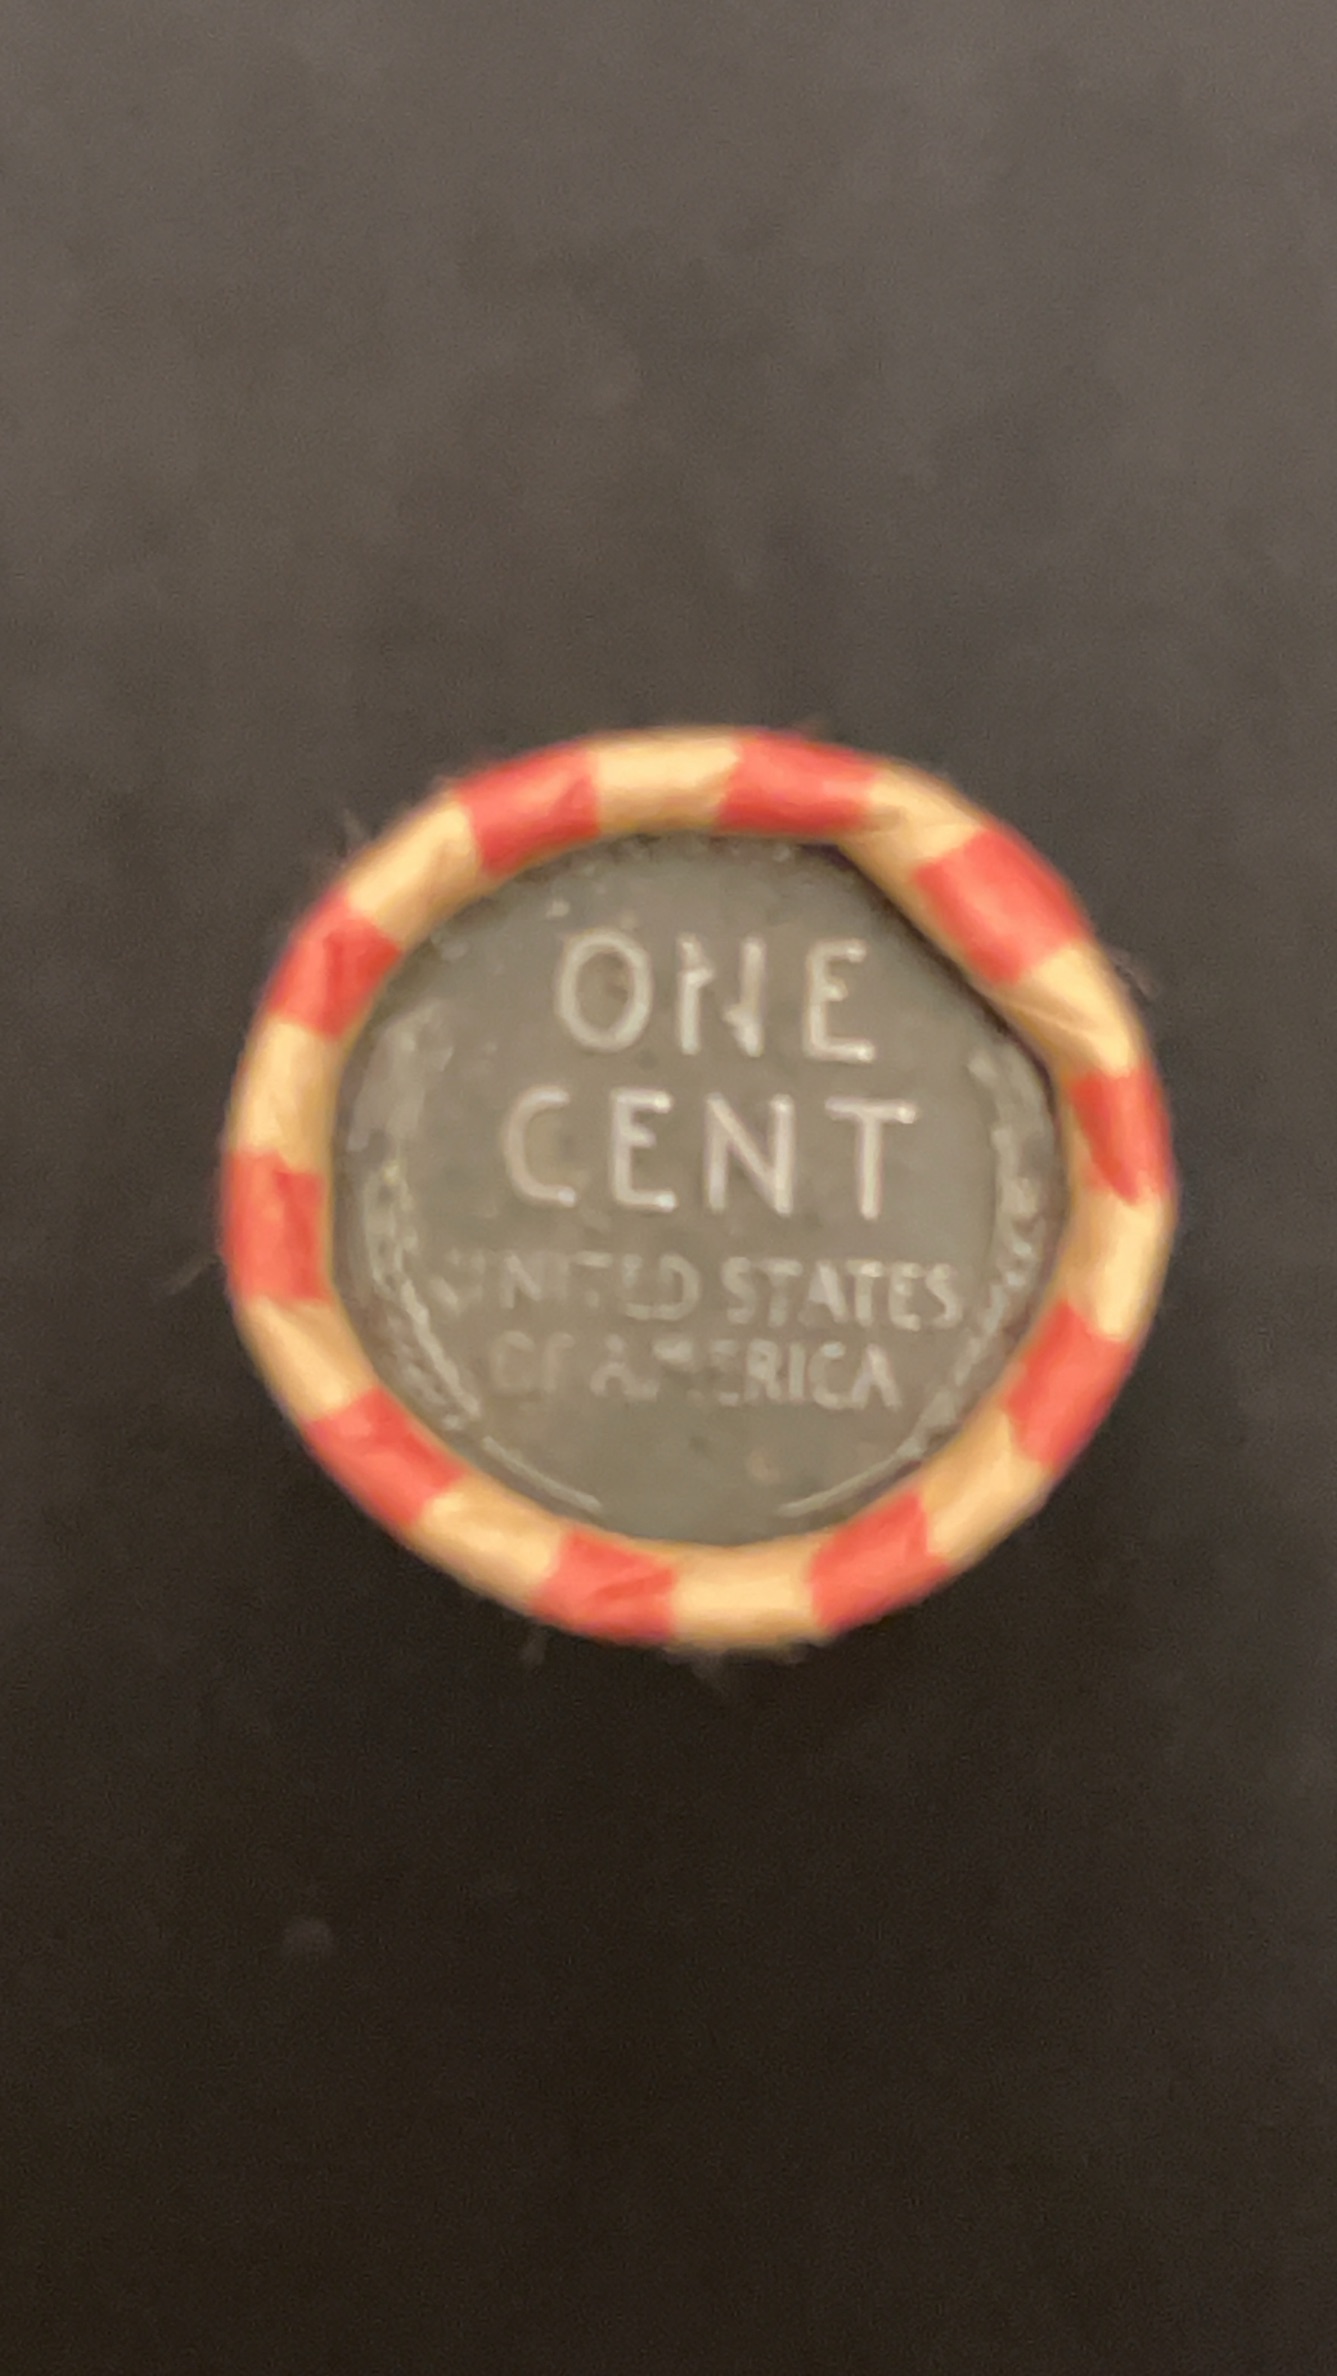 ONE
CENT
UNITED STATES
OF AMERICA